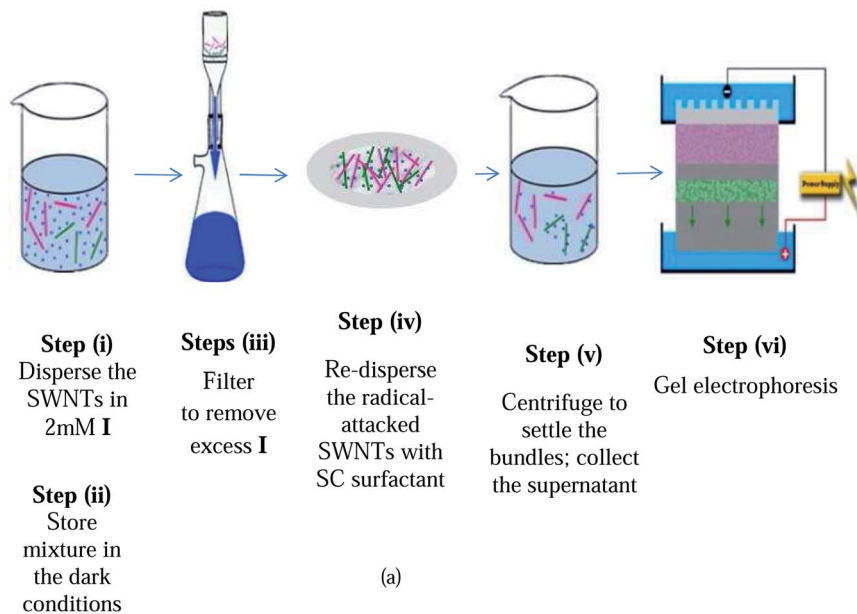 Power Supply
Step (i)
Disperse the
SWNTs in
2mM I
Step (ii)
Store
mixture in
the dark
conditions
Steps (iii)
Filter
to remove
excess I
Step (iv)
Re-disperse
the radical-
attacked
SWNTs with
SC surfactant
Step (v)
Centrifuge to
settle the
bundles; collect
the supernatant
Step (vi)
Gel electrophoresis
(a)